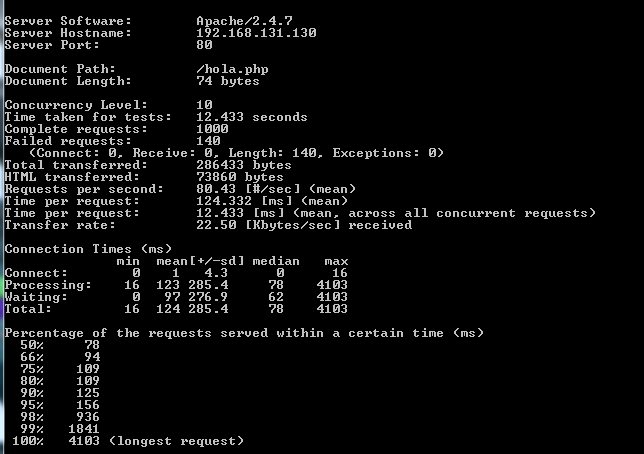 Server Software:        Apache/2.4.7
Server Hostname:        192.168.131.130
Server Port:            80
Document Path:          /hola.php
Document Length:        74 bytes
Concurrency Level:      10
Time taken for tests:   12.433 seconds
Complete requests:      1000
Failed requests:        140
   (Connect: 0, Receive: 0, Length: 140, Exceptions: 0)
Total transferred:      286433 bytes
HTML transferred:       73860 bytes
Requests per second:    80.43 [#/sec] (mean)
Time per request:       124.332 [ms] (mean)
Time per request:       12.433 [ms] (mean, across all concurrent requests)
Transfer rate:          22.50 [Kbytes/sec] received
Connection Times (ms)
              min  mean[+/-sd] median   max
Connect:        0    1   4.3      0      16
Processing:    16  123 285.4     78    4103
Waiting:        0   97 276.9     62    4103
Total:         16  124 285.4     78    4103
Percentage of the requests served within a certain time (ms)
  50%     78
  66%     94
  75%    109
  80%    109
  90%    125
  95%    156
  98%    936
  99%   1841
 100%   4103 (longest request)